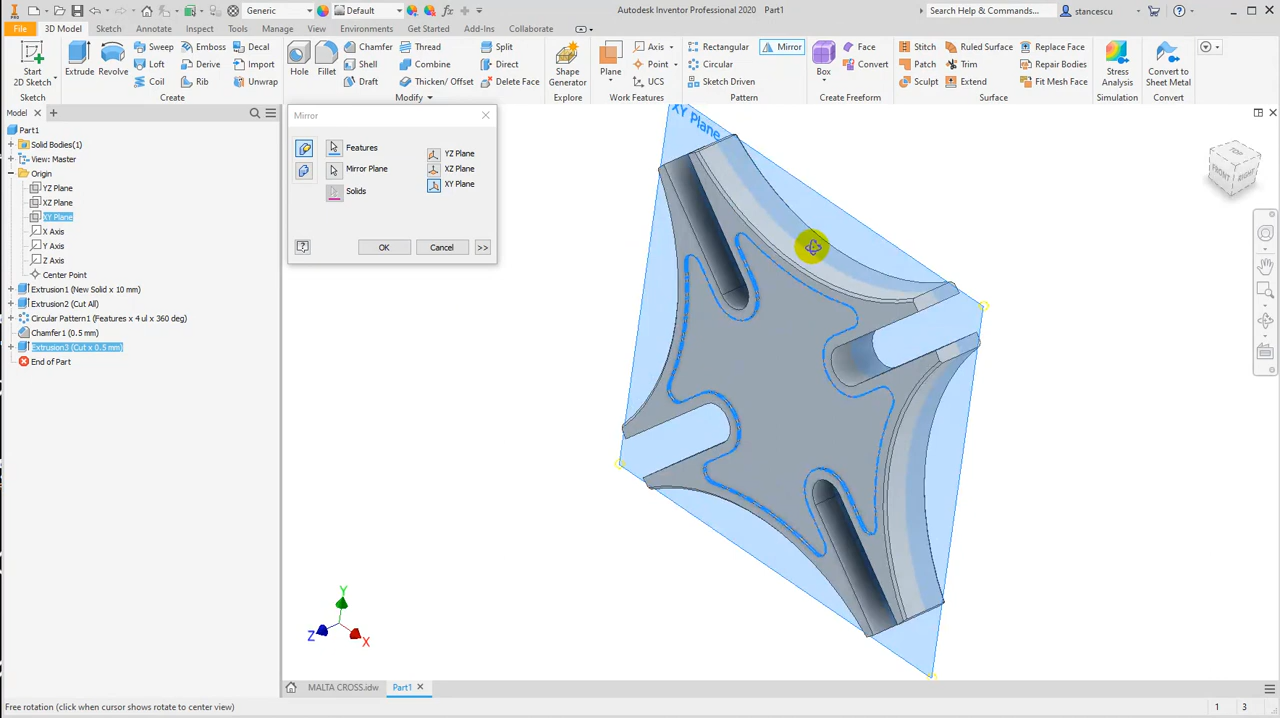 Generic
Default
Autodesk Inventor Professional 2020 Part1
Search Help & Commands...
stancescu
File 3D Model Sketch Annotate Inspect Tools Manage View Environments Get Started Add-Ins Collaborate
Start
2D Sketch
Extrude
Revolve
Sweep
Emboss
Decal
Loft
Derive
Import
Coil
Rib
Unwrap
Hole
Fillet
Chamfer
Thread
Split
Shell
Combine
Direct
Draft
Thicken/ Offset
Delete Face
Shape
Generator
Plane
Axis
Point
UCS
Rectangular
Mirror
Circular
Sketch Driven
Box
Face
Convert
Stitch
Ruled Surface
Replace Face
Patch
Trim
Repair Bodies
Sculpt
Extend
Fit Mesh Face
Stress
Analysis
Convert to
Sheet Metal
Sketch Create Modify Explore Work Features Pattern Create Freeform Surface Simulation Convert
Model
Part1
Solid Bodies(1)
View: Master
Origin
YZ Plane
XZ Plane
XY Plane
X Axis
Y Axis
Z Axis
Center Point
Extrusion1 (New Solid x 10 mm)
Extrusion2 (Cut All)
Circular Pattern1 (Features x 4 ul x 360 deg)
Chamfer1 (0.5 mm)
Extrusion3 (Cut x 0.5 mm)
End of Part
Mirror
Features
Mirror Plane
Solids
YZ Plane
XZ Plane
XY Plane
OK
Cancel
>>
XY Plane
TOP
FRONT
RIGHT
Y
Z
X
MALTA CROSS.idw Part1
Free rotation (click when cursor shows rotate to center view)
1 3